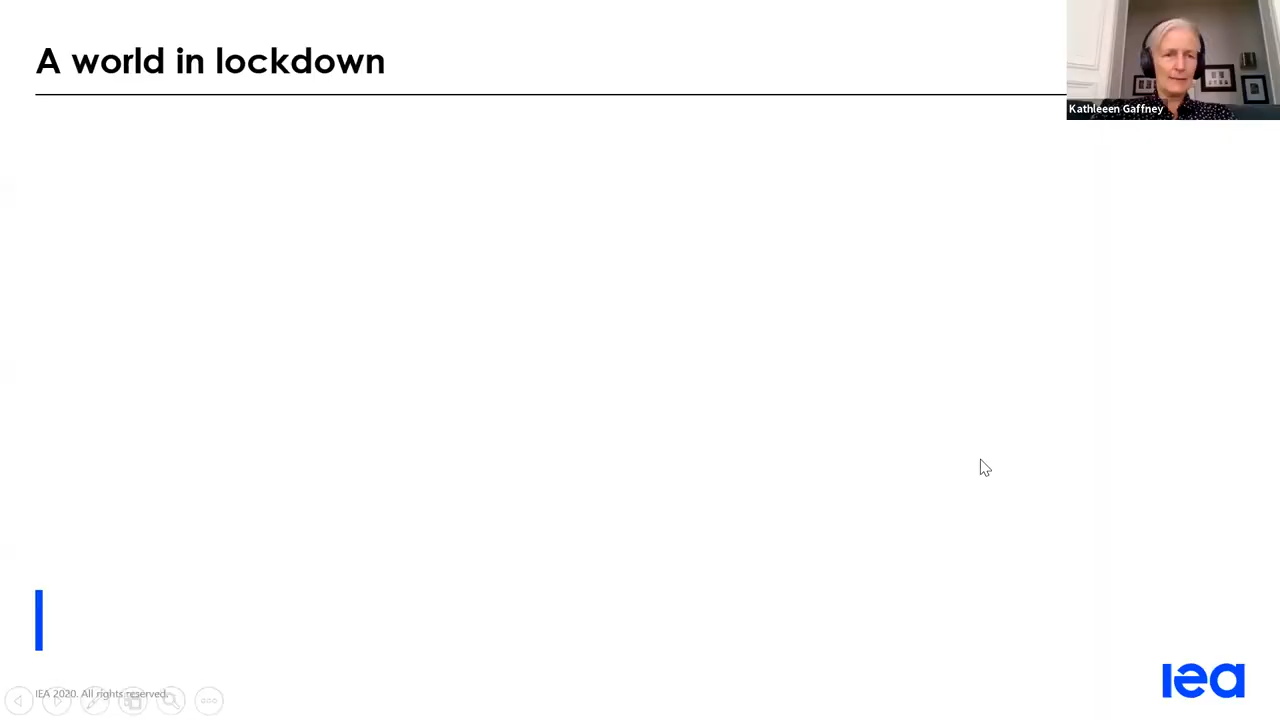 A world in lockdown
Kathleeen Gaffney
IEA 2020. All rights reserved.
iea